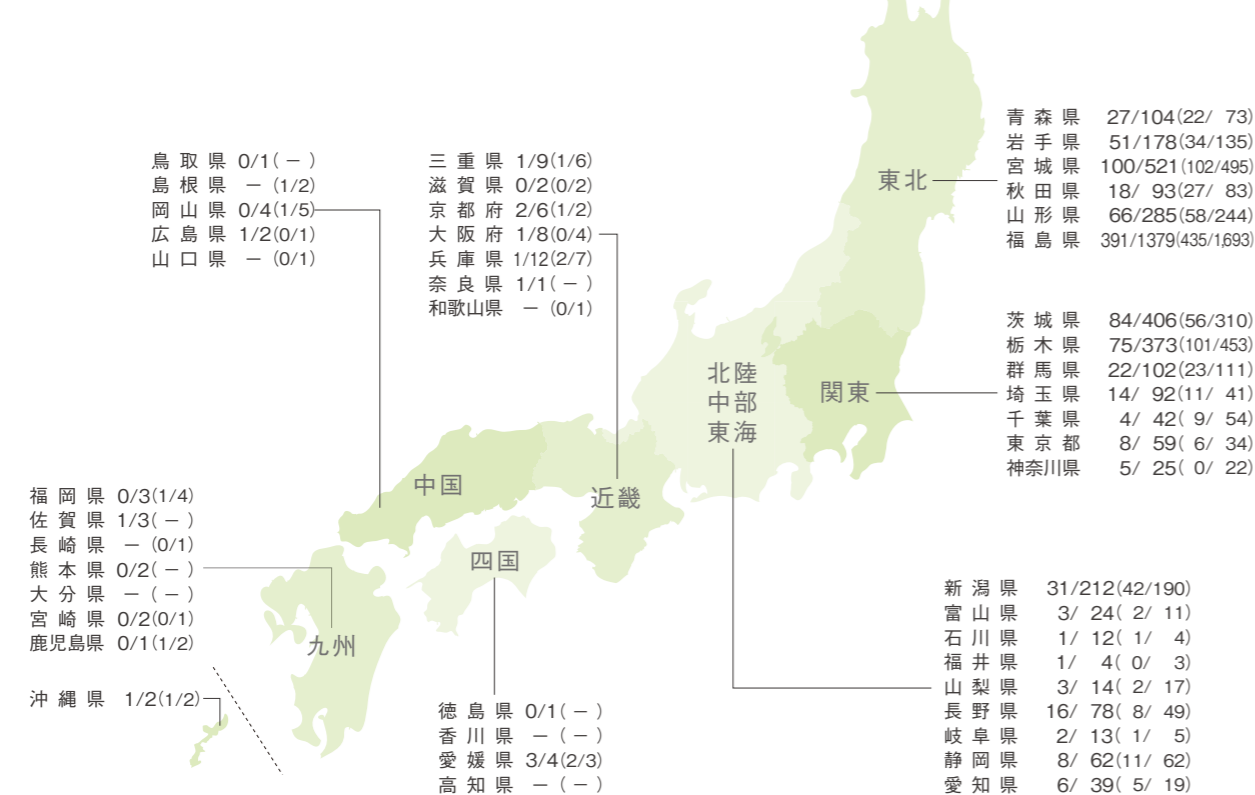 青森県 27/104(22/ 73)
岩手県 51/178(34/135)
宮城県 100/521(102/495)
秋田県 18/ 93(27/ 83)
山形県 66/285(58/244)
福島県 391/1379(435/1,693)
東北
鳥取県 0/1( － )
島根県 － (1/2)
岡山県 0/4(1/5)
広島県 1/2(0/1)
山口県 － (0/1)
三重県 1/9(1/6)
滋賀県 0/2(0/2)
京都府 2/6(1/2)
大阪府 1/8(0/4)
兵庫県 1/12(2/7)
奈良県 1/1( － )
和歌山県 － (0/1)
茨城県 84/406(56/310)
栃木県 75/373(101/453)
群馬県 22/102(23/111)
埼玉県 14/ 92(11/ 41)
千葉県 4/ 42( 9/ 54)
東京都 8/ 59( 6/ 34)
神奈川県 5/ 25( 0/ 22)
関東
北陸
中部
東海
中国
近畿
四国
九州
福岡県 0/3(1/4)
佐賀県 1/3( － )
長崎県 － (0/1)
熊本県 0/2( － )
大分県 － ( － )
宮崎県 0/2(0/1)
鹿児島県 0/1(1/2)
沖縄県 1/2(1/2)
徳島県 0/1( － )
香川県 － ( － )
愛媛県 3/4(2/3)
高知県 － ( － )
新潟県 31/212(42/190)
富山県 3/ 24( 2/ 11)
石川県 1/ 12( 1/ 4)
福井県 1/ 4( 0/ 3)
山梨県 3/ 14( 2/ 17)
長野県 16/ 78( 8/ 49)
岐阜県 2/ 13( 1/ 5)
静岡県 8/ 62(11/ 62)
愛知県 6/ 39( 5/ 19)